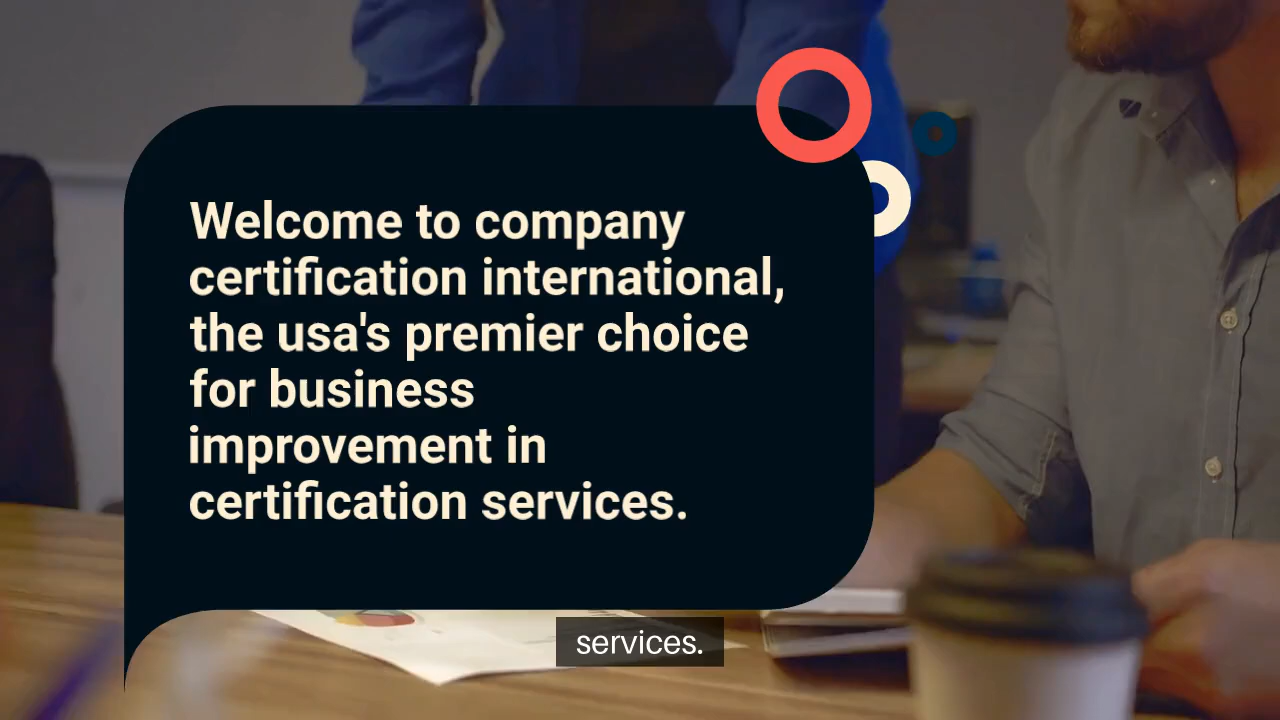 Welcome to company
certification international,
the usa's premier choice
for business
improvement in
certification services.
services.